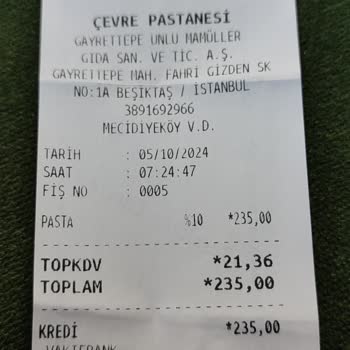 ÇEVRE PASTANESİ
GAYRETTEPE UNLU MAMÜLLER
GIDA SAN. VE TİC. A.Ş.
GAYRETTEPE MAH. FAHRİ GİZDEN SK
NO:1A BEŞİKTAŞ / İSTANBUL
3891692966
MECİDİYEKÖY V.D.
TARİH : 05/10/2024
SAAT : 07:24:47
FİŞ NO : 0005
PASTA %10 *235,00
TOPKDV *21,36
TOPLAM *235,00
KREDİ *235,00
VAKIFBANK